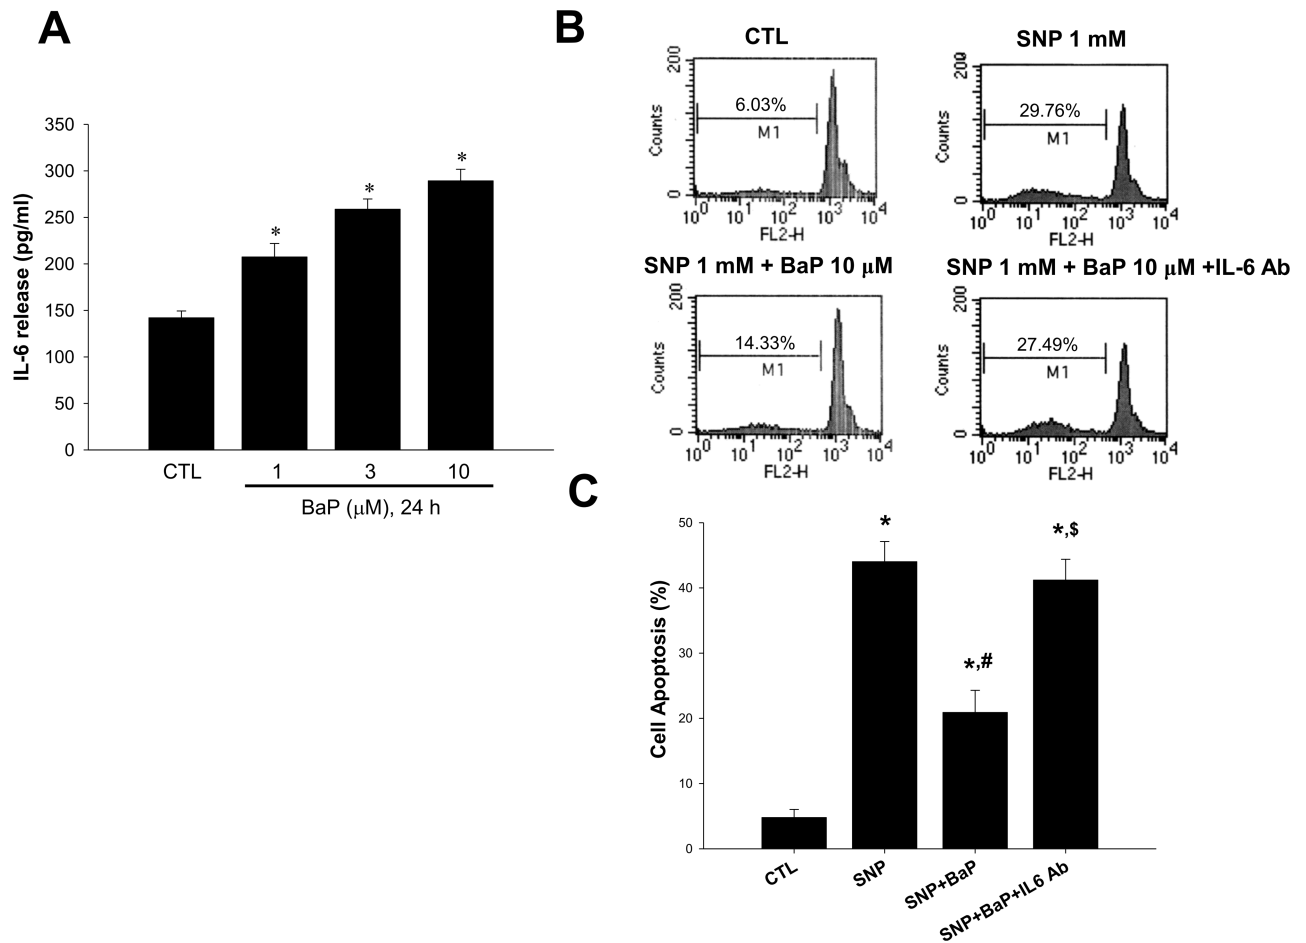 A
350
300
250
200
150
100
50
0
IL-6 release (pg/ml)
*
*
*
CTL
1
3
10
BaP (μM), 24 h
B
CTL
200
0
Counts
6.03%
M1
10^0 10^1 10^2 10^3 10^4
FL2-H
SNP 1 mM
200
0
Counts
29.76%
M1
10^0 10^1 10^2 10^3 10^4
FL2-H
SNP 1 mM + BaP 10 μM
200
0
Counts
14.33%
M1
10^0 10^1 10^2 10^3 10^4
FL2-H
SNP 1 mM + BaP 10 μM +IL-6 Ab
200
0
Counts
27.49%
M1
10^0 10^1 10^2 10^3 10^4
FL2-H
C
50
40
30
20
10
0
Cell Apoptosis (%)
*
*,#
*,$
CTL
SNP
SNP+BaP
SNP+BaP+IL6 Ab